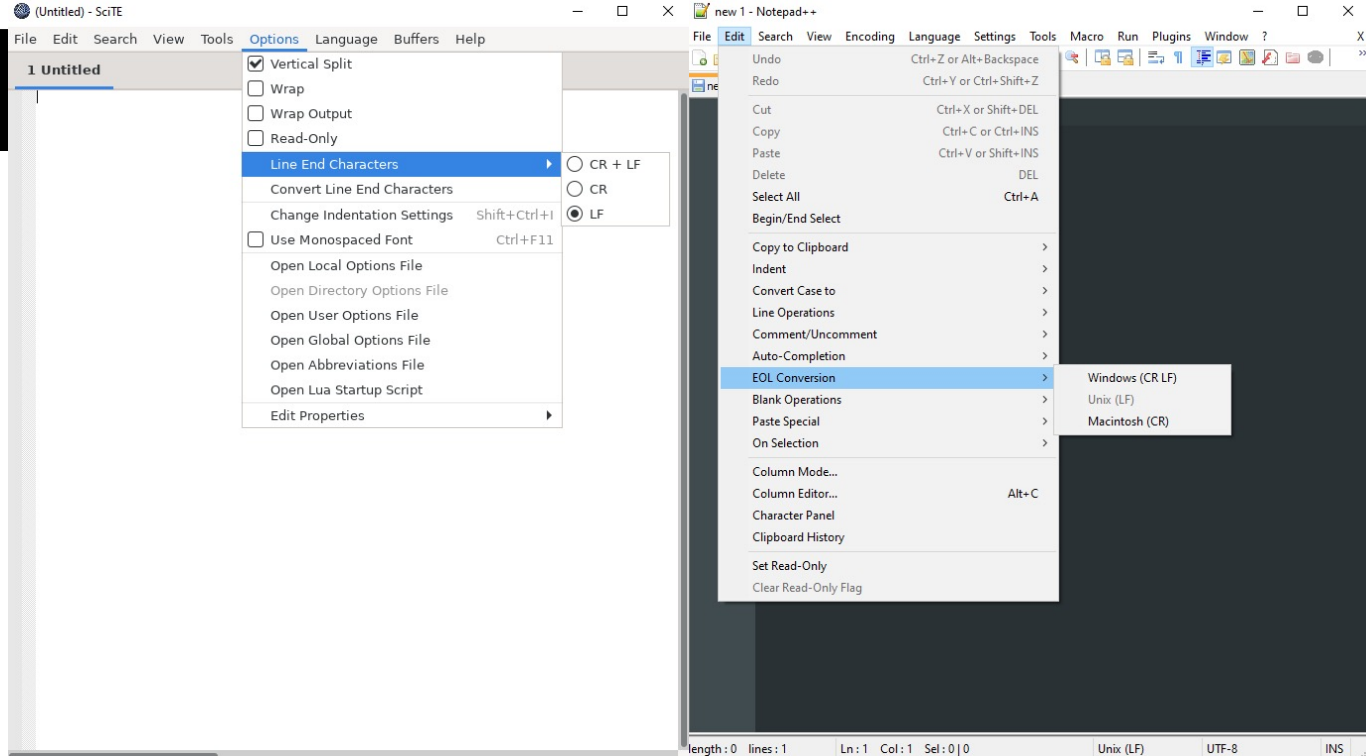 (Untitled) - SciTE
File Edit Search View Tools Options Language Buffers Help
1 Untitled
Vertical Split
Wrap
Wrap Output
Read-Only
Line End Characters
Convert Line End Characters
Change Indentation Settings Shift+Ctrl+I
Use Monospaced Font Ctrl+F11
Open Local Options File
Open Directory Options File
Open User Options File
Open Global Options File
Open Abbreviations File
Open Lua Startup Script
Edit Properties
CR + LF
CR
LF
new 1 - Notepad++
File Edit Search View Encoding Language Settings Tools Macro Run Plugins Window ? X
ne
Undo Ctrl+Z or Alt+Backspace
Redo Ctrl+Y or Ctrl+Shift+Z
Cut Ctrl+X or Shift+DEL
Copy Ctrl+C or Ctrl+INS
Paste Ctrl+V or Shift+INS
Delete DEL
Select All Ctrl+A
Begin/End Select
Copy to Clipboard
Indent
Convert Case to
Line Operations
Comment/Uncomment
Auto-Completion
EOL Conversion
Blank Operations
Paste Special
On Selection
Column Mode...
Column Editor... Alt+C
Character Panel
Clipboard History
Set Read-Only
Clear Read-Only Flag
Windows (CR LF)
Unix (LF)
Macintosh (CR)
length : 0 lines : 1 Ln : 1 Col : 1 Sel : 0 | 0 Unix (LF) UTF-8 INS